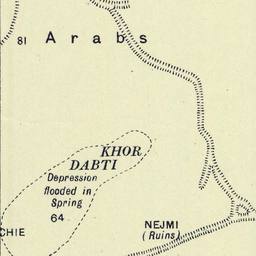 81 Arabs
KHOR
DABTI
Depression
flooded in
Spring
64
CHIE
NEJMI
(Ruins)